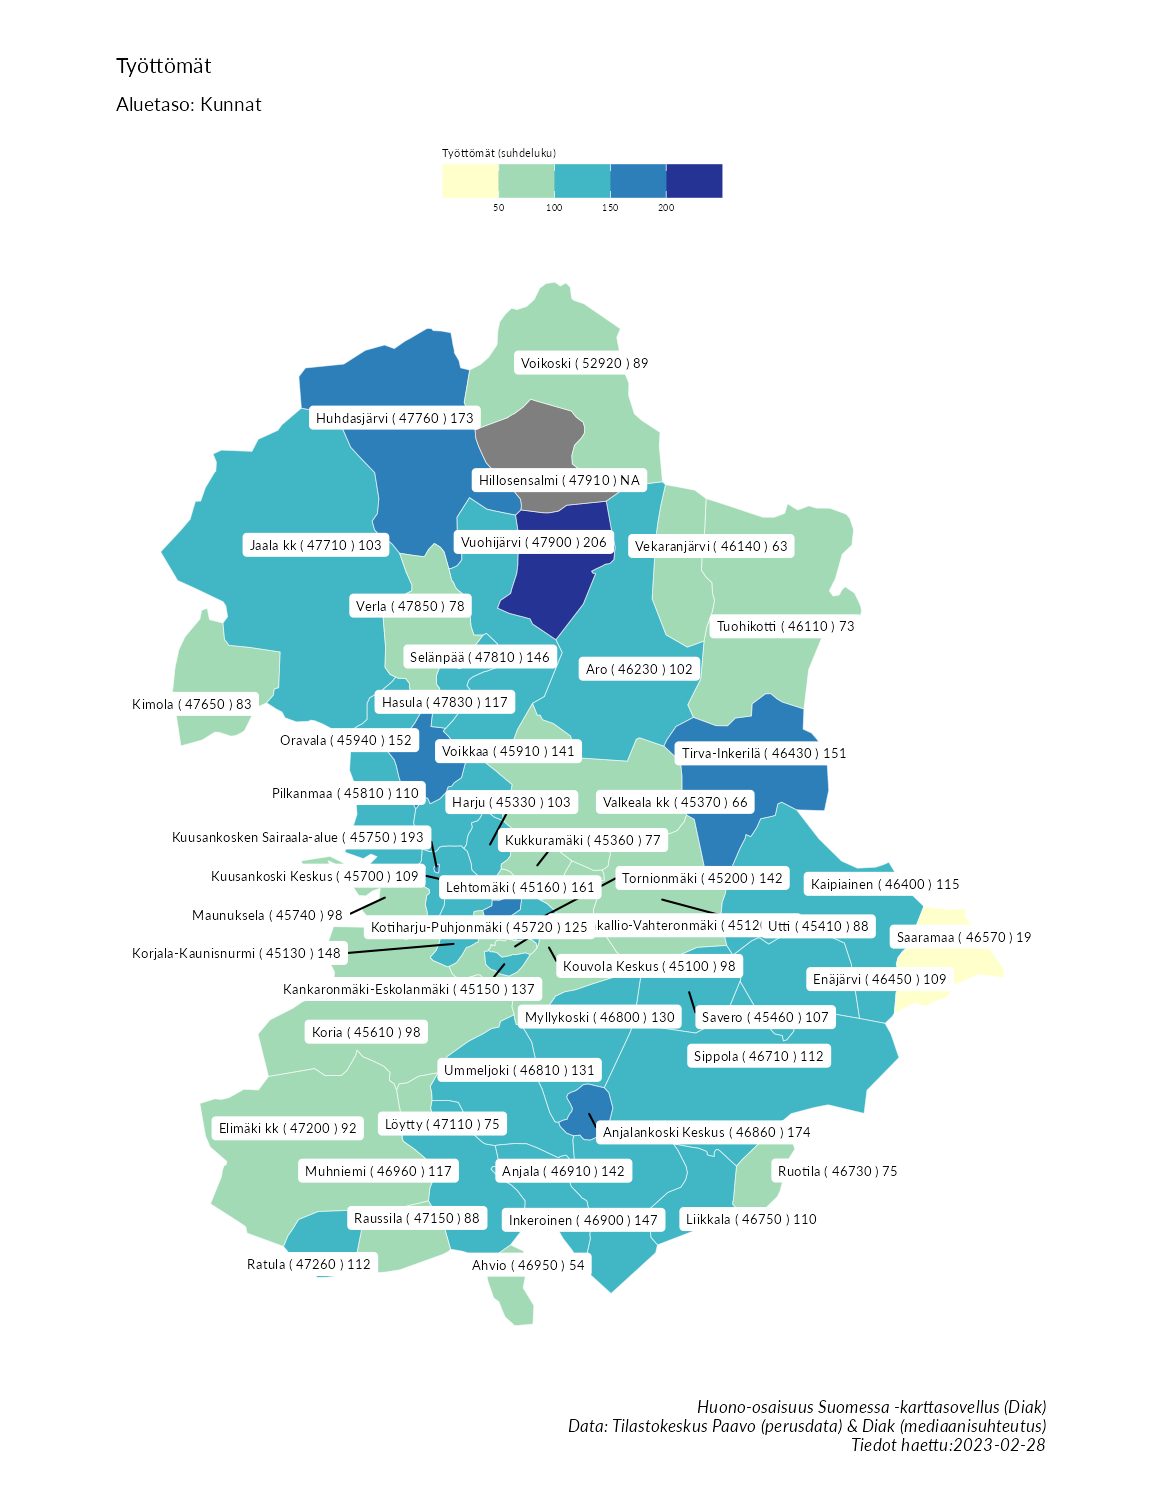 Työttömät
Aluetaso: Kunnat
Työttömät (suhdeluku)
50 100 150 200
Voikoski ( 52920 ) 89
Huhdasjärvi ( 47760 ) 173
Hillosensalmi ( 47910 ) NA
Jaala kk ( 47710 ) 103
Vuohijärvi ( 47900 ) 206
Vekaranjärvi ( 46140 ) 63
Verla ( 47850 ) 78
Tuohikotti ( 46110 ) 73
Selänpää ( 47810 ) 146
Aro ( 46230 ) 102
Kimola ( 47650 ) 83
Hasula ( 47830 ) 117
Oravala ( 45940 ) 152
Voikkaa ( 45910 ) 141
Tirva-Inkerilä ( 46430 ) 151
Pilkanmaa ( 45810 ) 110
Harju ( 45330 ) 103
Valkeala kk ( 45370 ) 66
Kuusankosken Sairaala-alue ( 45750 ) 193
Kukkuramäki ( 45360 ) 77
Kuusankoski Keskus ( 45700 ) 109
Lehtomäki ( 45160 ) 161
Tornionmäki ( 45200 ) 142
Kaipiainen ( 46400 ) 115
Maunuksela ( 45740 ) 98
Kotiharju-Puhjonmäki ( 45720 ) 125
kallio-Vahteronmäki ( 4512
Utti ( 45410 ) 88
Saaramaa ( 46570 ) 19
Korjala-Kaunisnurmi ( 45130 ) 148
Kouvola Keskus ( 45100 ) 98
Enäjärvi ( 46450 ) 109
Kankaronmäki-Eskolanmäki ( 45150 ) 137
Myllykoski ( 46800 ) 130
Savero ( 45460 ) 107
Koria ( 45610 ) 98
Sippola ( 46710 ) 112
Ummeljoki ( 46810 ) 131
Elimäki kk ( 47200 ) 92
Löytty ( 47110 ) 75
Anjalankoski Keskus ( 46860 ) 174
Muhniemi ( 46960 ) 117
Anjala ( 46910 ) 142
Ruotila ( 46730 ) 75
Raussila ( 47150 ) 88
Inkeroinen ( 46900 ) 147
Liikkala ( 46750 ) 110
Ratula ( 47260 ) 112
Ahvio ( 46950 ) 54
Huono-osaisuus Suomessa -karttasovellus (Diak)
Data: Tilastokeskus Paavo (perusdata) & Diak (mediaanisuhteutus)
Tiedot haettu:2023-02-28